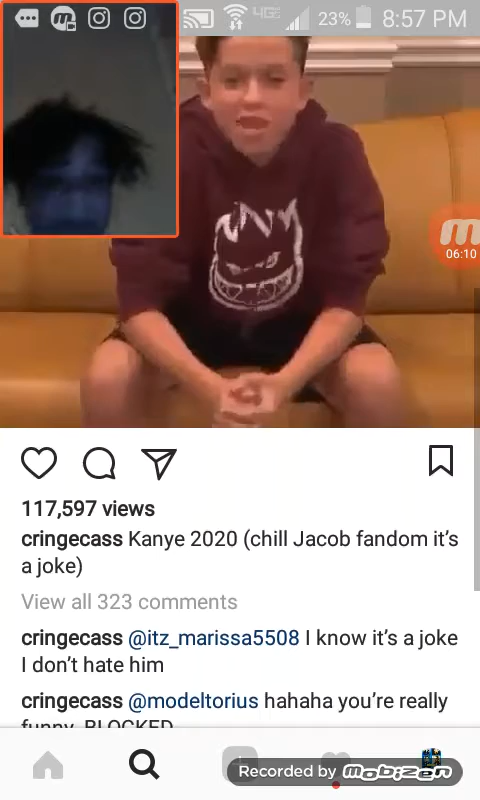 4G LTE 23% 8:57 PM
06:10
117,597 views
cringecass Kanye 2020 (chill Jacob fandom it's
a joke)
View all 323 comments
cringecass @itz_marissa5508 I know it's a joke
I don't hate him
cringecass @modeltorius hahaha you're really
funny. BLOCKED
Recorded by mobizen